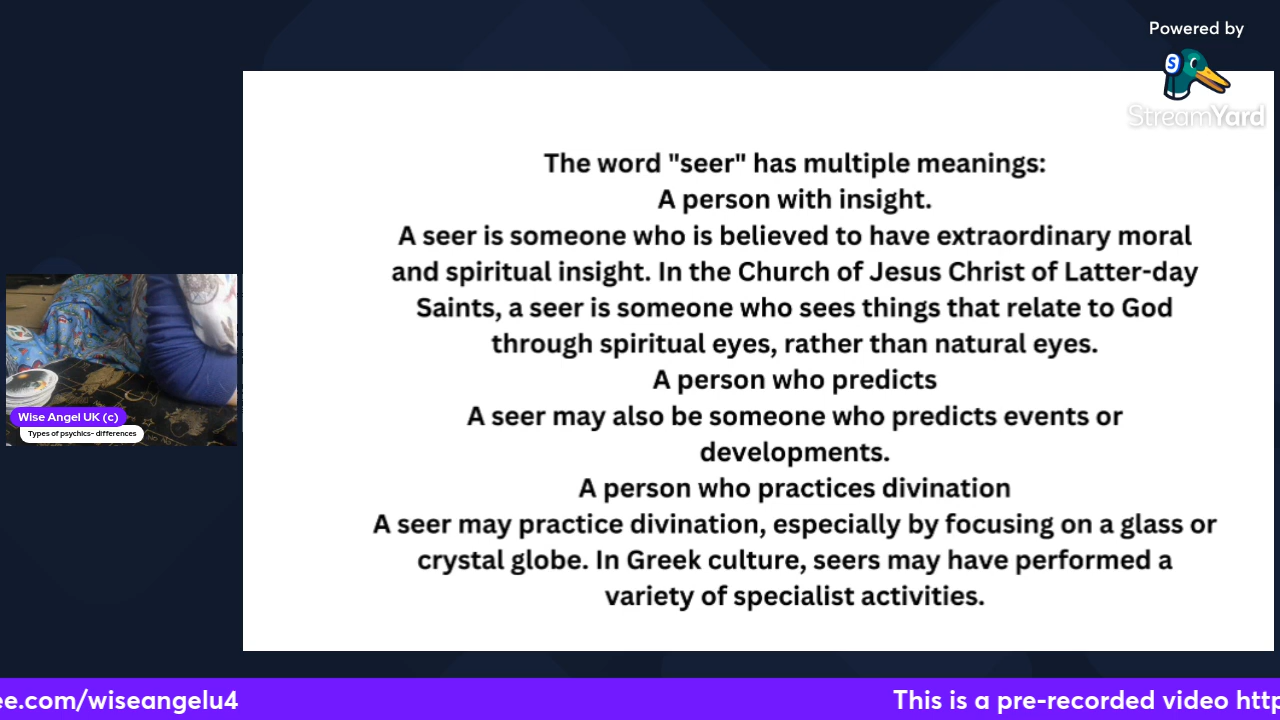 Powered by
StreamYard
The word "seer" has multiple meanings:
A person with insight.
A seer is someone who is believed to have extraordinary moral
and spiritual insight. In the Church of Jesus Christ of Latter-day
Saints, a seer is someone who sees things that relate to God
through spiritual eyes, rather than natural eyes.
A person who predicts
A seer may also be someone who predicts events or
developments.
A person who practices divination
A seer may practice divination, especially by focusing on a glass or
crystal globe. In Greek culture, seers may have performed a
variety of specialist activities.
Wise Angel UK (c)
Types of psychics- differences
ee.com/wiseangelu4
This is a pre-recorded video http